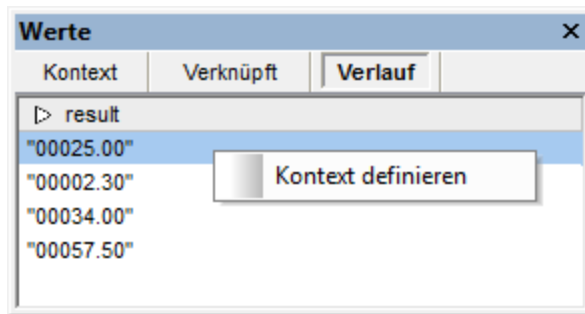 Werte
Kontext Verknüpft Verlauf
result
"00025.00"
Kontext definieren
"00002.30"
"00034.00"
"00057.50"